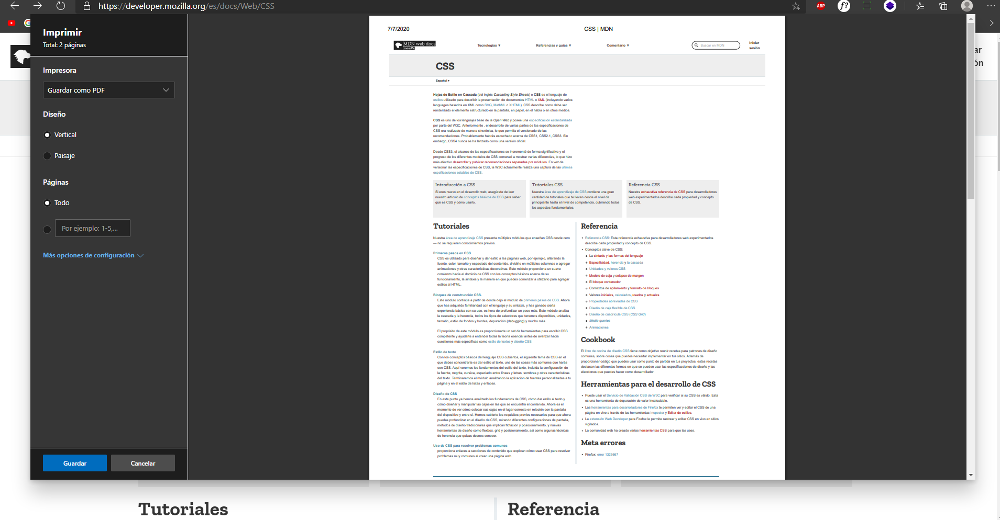 https://developer.mozilla.org/es/docs/Web/CSS
ABP
f?
Imprimir
Total: 2 páginas
Impresora
Guardar como PDF
Diseño
Vertical
Paisaje
Páginas
Todo
Por ejemplo: 1-5,...
Más opciones de configuración
Guardar
Cancelar
7/7/2020
CSS | MDN
MDN web docs
mozilla
Tecnologías ▾
Referencias y guías ▾
Comentario ▾
Buscar en MDN
Iniciar
sesión
CSS
Español ▾
Hojas de Estilo en Cascada (del inglés Cascading Style Sheets) o CSS es el lenguaje de
estilos utilizado para describir la presentación de documentos HTML o XML (incluyendo varios
languages basados en XML como SVG, MathML o XHTML). CSS describe como debe ser
renderizado el elemento estructurado en la pantalla, en papel, en el habla o en otros medios.
CSS es uno de los lenguajes base de la Open Web y posee una especificación estandarizada
por parte del W3C. Anteriormente , el desarrollo de varias partes de las especificaciones de
CSS era realizado de manera sincrónica, lo que permitía el versionado de las
recomendaciones. Probablemente habrás escuchado acerca de CSS1, CSS2.1, CSS3. Sin
embargo, CSS4 nunca se ha lanzado como una versión oficial.
Desde CSS3, el alcance de las especificaciones se incrementó de forma significativa y el
progreso de los diferentes modulos de CSS comenzó a mostrar varias diferencias, lo que hizo
más efectivo desarrollar y publicar recomendaciones separadas por módulos. En vez de
versionar las especificaciones de CSS, la W3C actualmente realiza una captura de las ultimas
espcificaciones estables de CSS.
Introducción a CSS
Si eres nuevo en el desarrollo web, asegúrate de leer
nuestro artículo de conceptos básicos de CSS para saber
qué es CSS y cómo usarlo.
Tutoriales CSS
Nuestra área de aprendizaje de CSS contiene una gran
cantidad de tutoriales que te llevan desde el nivel de
principiante hasta el nivel de competencia, cubriendo todos
los aspectos fundamentales.
Referencia CSS
Nuestra exhaustiva referencia de CSS para desarrolladores
web experimentados describe cada propiedad y concepto
de CSS.
Tutoriales
Nuestra área de aprendizaje CSS presenta múltiples módulos que enseñan CSS desde cero
— no se requieren conocimientos previos.
Primeros pasos en CSS
CSS es utilizado para diseñar y dar estilo a las páginas web, por ejemplo, alterando la
fuente, color, tamaño y espaciado del contenido, dividirlo en múltiples columnas o agregar
animaciones y otras características decorativas. Este módulo proporciona un suave
comienzo hacia el dominio de CSS con los conceptos básicos acerca de su
funcionamiento, la sintaxis y la manera en que puedes comenzar a utilizarlo para agregar
estilos al HTML.
Bloques de construcción CSS.
Este módulo continúa a partir de donde dejó el módulo de primeros pasos de CSS. Ahora
que has adquirido familiaridad con el lenguaje y su sintaxis, y has ganado cierta
experiencia básica con su uso, es hora de profundizar un poco más. Este módulo analiza
la cascada y la herencia, todos los tipos de selectores que tenemos disponibles, unidades,
tamaño, estilo de fondos y bordes, depuración (debugging) y mucho más.
El propósito de este módulo es proporcionarte un set de herramientas para escribir CSS
competente y ayudarte a entender todas la teoría esencial antes de avanzar hacia
cuestiones más específicas como estilo de textos y diseño CSS.
Estilo de texto
Con los conceptos básicos del lenguaje CSS cubiertos, el siguiente tema de CSS en el
que debes concentrarte es dar estilo al texto, una de las cosas más comunes que harás
con CSS. Aquí veremos los fundamentos del estilo del texto, incluida la configuración de
la fuente, negrita, cursiva, espaciado entre líneas y letras, sombras y otras características
del texto. Terminaremos el módulo analizando la aplicación de fuentes personalizadas a tu
página y en el estilo de listas y enlaces.
Diseño de CSS
En este punto ya hemos analizado los fundamentos de CSS, cómo dar estilo al texto y
cómo diseñar y manipular las cajas en las que se encuentra el contenido. Ahora es el
momento de ver cómo colocar sus cajas en el lugar correcto en relación con la pantalla
del dispositivo y entre sí. Hemos cubierto los requisitos previos necesarios para que ahora
puedas profundizar en el diseño de CSS, mirando diferentes configuraciones de pantalla,
métodos de diseño tradicionales que implican flotación y posicionamiento, y nuevas
herramientas de diseño como flexbox, grid y posicionamiento, así como algunas técnicas
de herencia que quizas desees conocer.
Uso de CSS para resolver problemas comunes
proporciona enlaces a secciones de contenido que explican cómo usar CSS para resolver
problemas muy comunes al crear una página web.
Referencia
Referencia CSS: Esta referencia exhaustiva para desarrolladores web experimentados
describe cada propiedad y concepto de CSS.
Conceptos clave de CSS:
La sintaxis y las formas del lenguaje
Especificidad, herencia y la cascada
Unidades y valores CSS
Modelo de caja y colapso de margen
El bloque contenedor
Contextos de apilamiento y formato de bloques
Valores iniciales, calculados, usados y actuales
Propiedades abreviadas de CSS
Diseño de caja flexible de CSS
Diseño de cuadrícula CSS (CSS Grid)
Media queries
Animaciones
Cookbook
El libro de cocina de diseño CSS tiene como objetivo reunir recetas para patrones de diseño
comunes, sobre cosas que puedes necesitar implementar en tus sitios. Además de
proporcionar código que puedes usar como punto de partida en tus proyectos, estas recetas
destacan las diferentes formas en que se pueden usar las especificaciones de diseño y las
elecciones que puedes hacer como desarrollador.
Herramientas para el desarrollo de CSS
Puede usar el Servicio de Validación CSS de W3C para verificar si su CSS es válido. Esta
es una herramienta de depuración de valor incalculable.
Las herramientas para desarrolladores de Firefox te permiten ver y editar el CSS de una
página en vivo a través de las herramientas Inspector y Editor de estilos.
La extensión Web Developer para Firefox le permite rastrear y editar CSS en vivo en sitios
vigilados.
La comunidad web ha creado varias herramientas CSS para que las uses.
Meta errores
Firefox: error 1323667
ar
ón
Tutoriales
Referencia